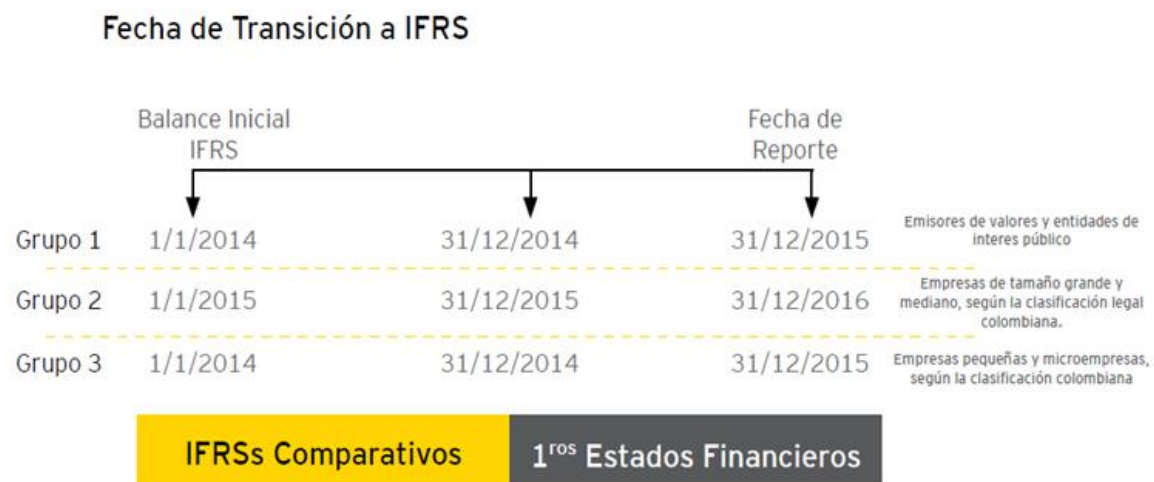 Fecha de Transición a IFRS
Balance Inicial
IFRS
Fecha de
Reporte
Grupo 1 1/1/2014 31/12/2014 31/12/2015
Emisores de valores y entidades de
interes público
Grupo 2 1/1/2015 31/12/2015 31/12/2016
Empresas de tamaño grande y
mediano, según la clasificación legal
colombiana.
Grupo 3 1/1/2014 31/12/2014 31/12/2015
Empresas pequeñas y microempresas,
según la clasificación colombiana
IFRSs Comparativos
1ros Estados Financieros